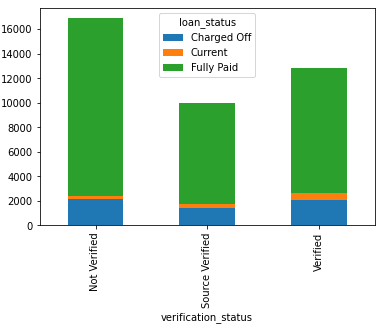 loan_status
Charged Off
Current
Fully Paid
16000
14000
12000
10000
8000
6000
4000
2000
0
Not Verified
Source Verified
Verified
verification_status